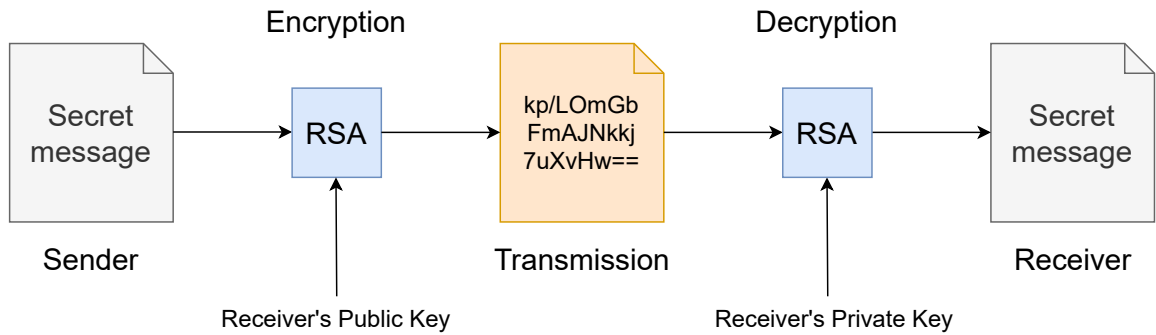 Encryption
Decryption
Secret
message
RSA
kp/LOmGb
FmAJNkkj
7uXvHw==
RSA
Secret
message
Sender
Transmission
Receiver
Receiver's Public Key
Receiver's Private Key